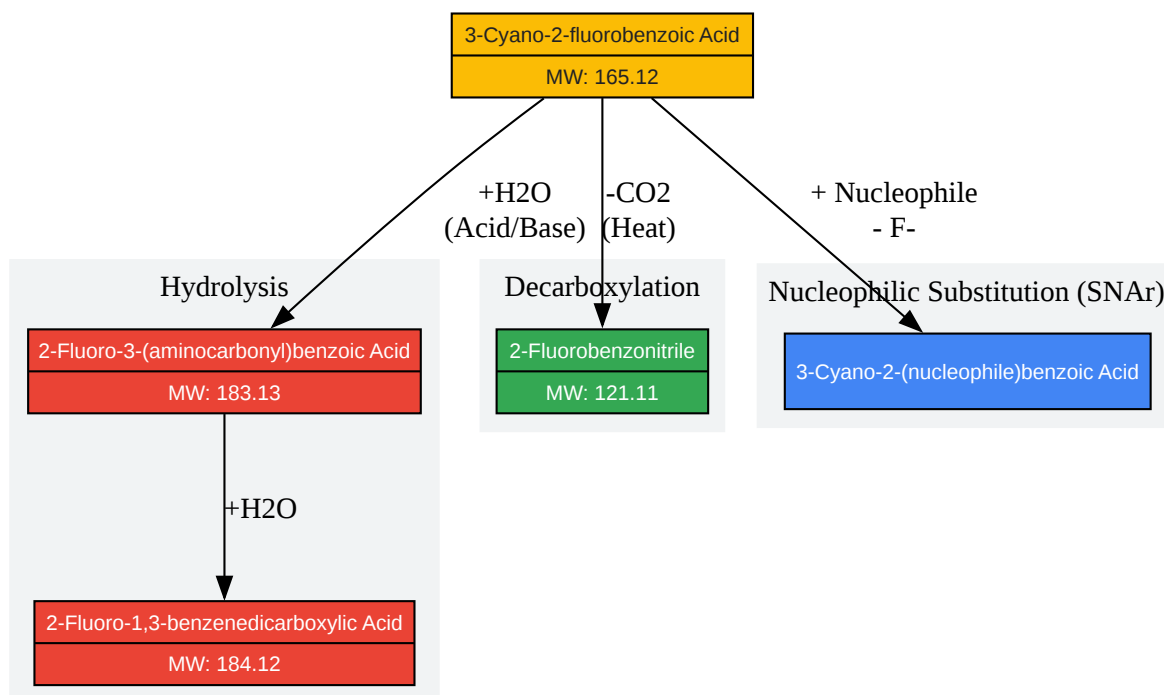 3-Cyano-2-fluorobenzoic Acid
MW: 165.12
+H2O
(Acid/Base)
-CO2
(Heat)
+ Nucleophile
- F-
Hydrolysis
2-Fluoro-3-(aminocarbonyl)benzoic Acid
MW: 183.13
+H2O
2-Fluoro-1,3-benzenedicarboxylic Acid
MW: 184.12
Decarboxylation
2-Fluorobenzonitrile
MW: 121.11
Nucleophilic Substitution (SNAr)
3-Cyano-2-(nucleophile)benzoic Acid